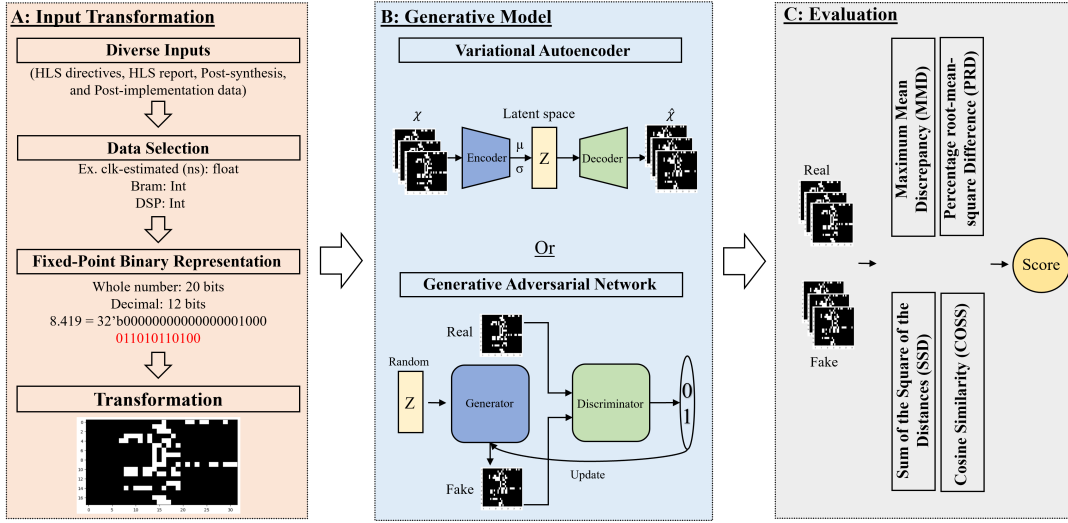 A: Input Transformation
Diverse Inputs
(HLS directives, HLS report, Post-synthesis,
and Post-implementation data)
Data Selection
Ex. clk-estimated (ns): float
Bram: Int
DSP: Int
Fixed-Point Binary Representation
Whole number: 20 bits
Decimal: 12 bits
8.419 = 32’b00000000000000001000
011010110100
Transformation
B: Generative Model
Variational Autoencoder
Latent space
χ
Encoder
μ
σ
Z
Decoder
χ̂
Or
Generative Adversarial Network
Real
Random
Z
Generator
Discriminator
0
1
Update
Fake
C: Evaluation
Real
Fake
Maximum Mean
Discrepancy (MMD)
Percentage root-mean-
square Difference (PRD)
Sum of the Square of the
Distances (SSD)
Cosine Similarity (COSS)
Score